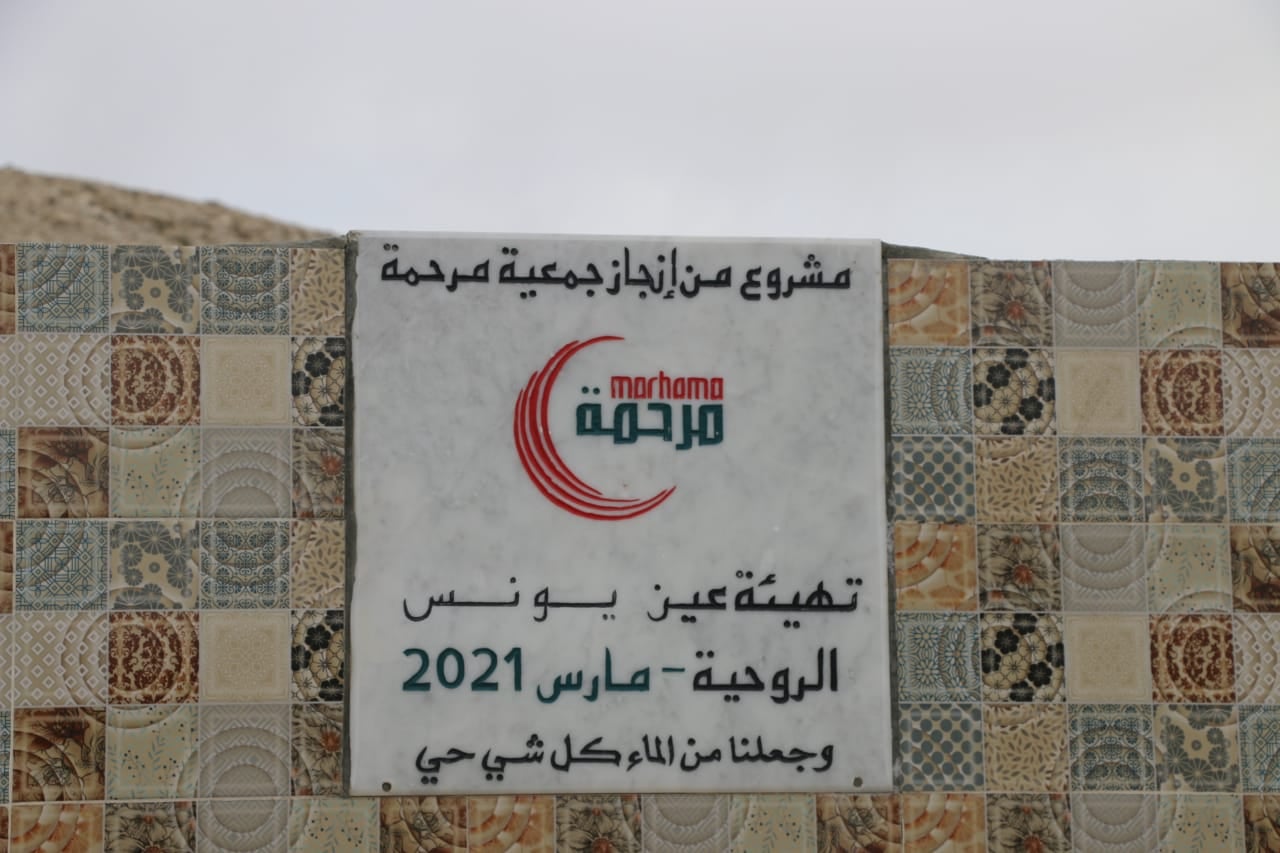 مشروع من إنجاز جمعية مرحمة
marhama
مرحمة
تهيئة عين يونس
الروحية - مارس 2021
وجعلنا من الماء كل شي حي